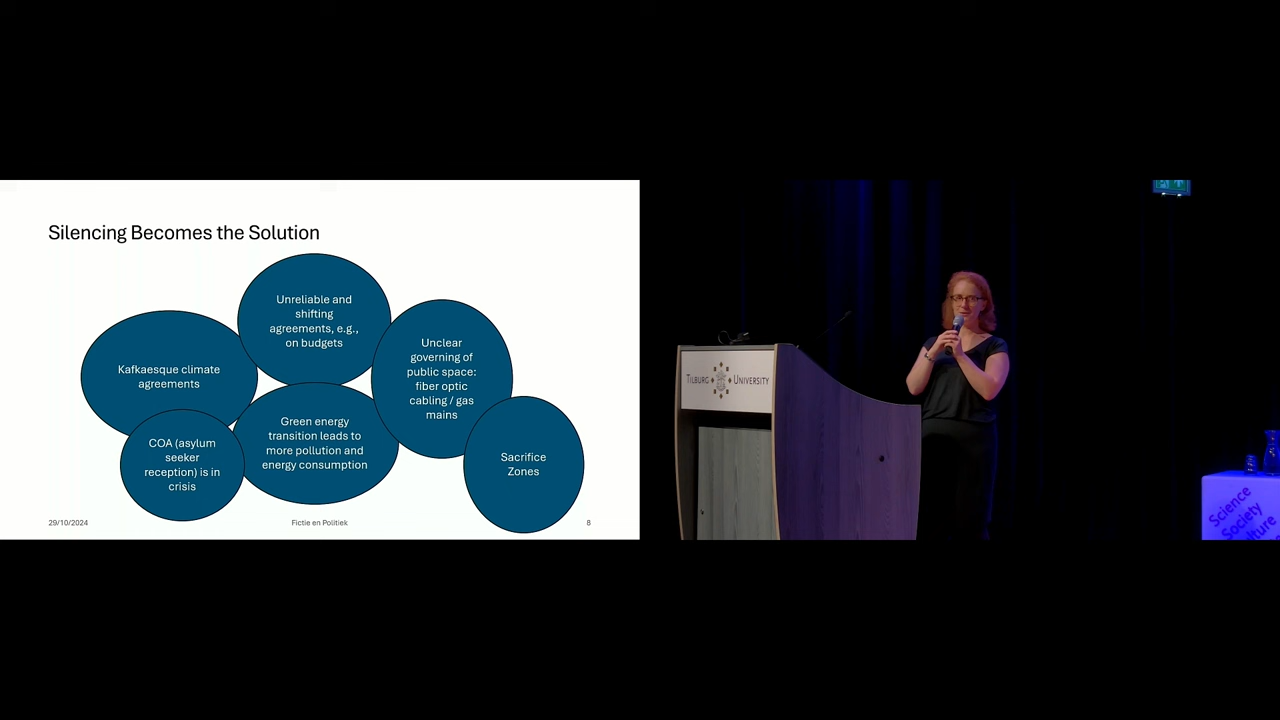 Silencing Becomes the Solution
Unreliable and
shifting
agreements, e.g.,
on budgets
Kafkaesque climate
agreements
Unclear
governing of
public space:
fiber optic
cabling / gas
mains
COA (asylum
seeker
reception) is in
crisis
Green energy
transition leads to
more pollution and
energy consumption
Sacrifice
Zones
29/10/2024
Fictie en Politiek
8
TILBURG UNIVERSITY
Science
Society